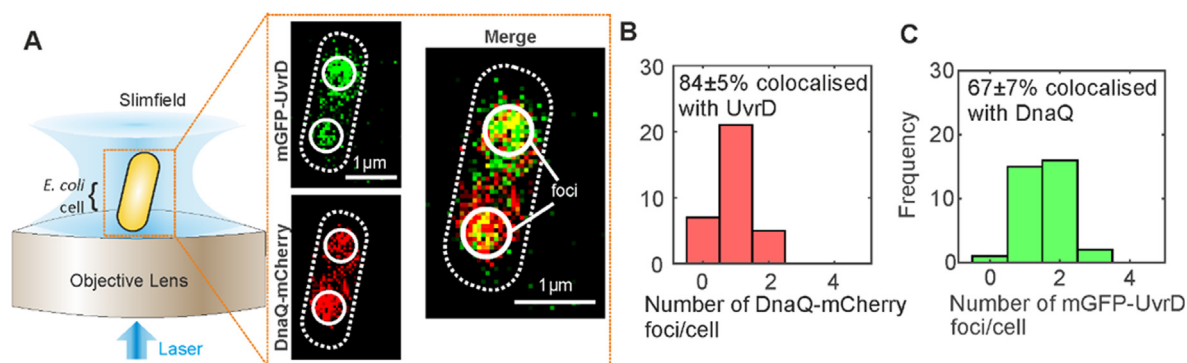 A
Slimfield
E. coli
cell {
Objective Lens
Laser
mGFP-UvrD
1μm
DnaQ-mCherry
Merge
foci
1μm
B
30
20
10
0
84±5% colocalised
with UvrD
0 2 4
Number of DnaQ-mCherry
foci/cell
C
Frequency
30
20
10
0
67±7% colocalised
with DnaQ
0 2 4
Number of mGFP-UvrD
foci/cell